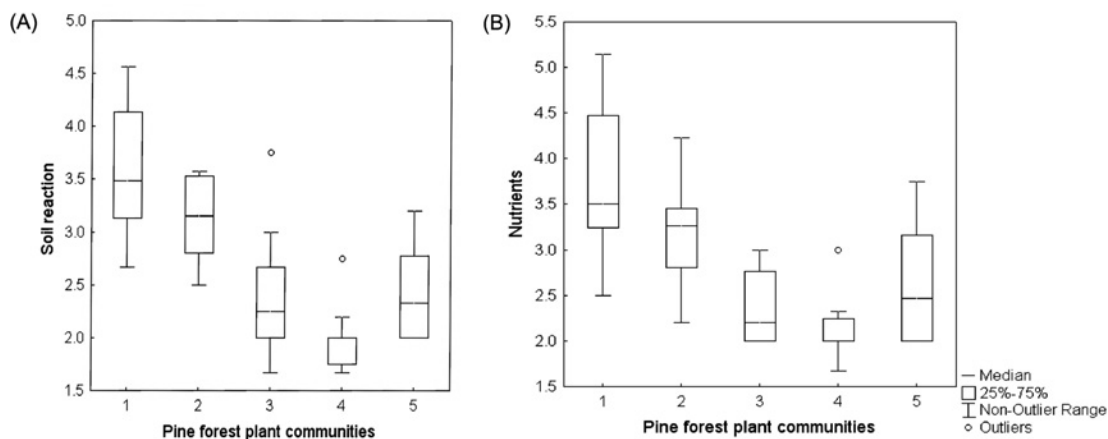 (A)
Soil reaction
5.0
4.5
4.0
3.5
3.0
2.5
2.0
1.5
1 2 3 4 5
Pine forest plant communities
(B)
Nutrients
5.5
5.0
4.5
4.0
3.5
3.0
2.5
2.0
1.5
1 2 3 4 5
Pine forest plant communities
Median
25%-75%
Non-Outlier Range
Outliers